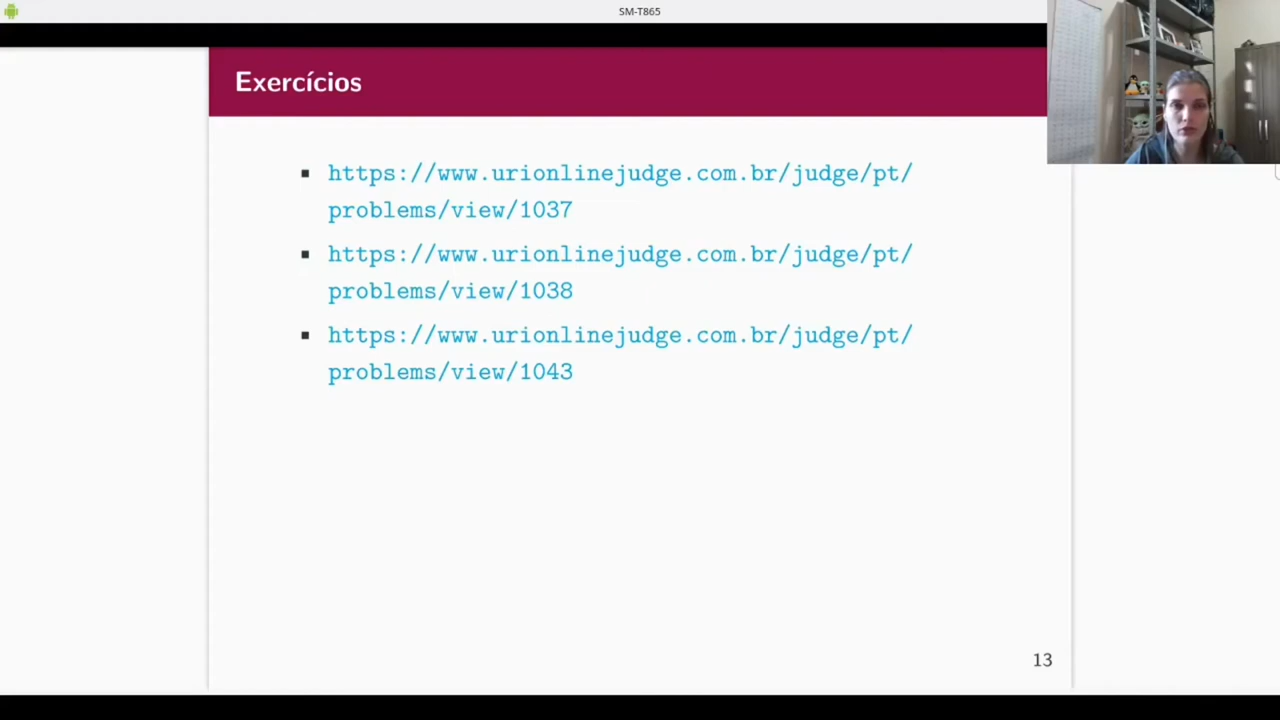 SM-T865
Exercícios
https://www.urionlinejudge.com.br/judge/pt/
problems/view/1037
https://www.urionlinejudge.com.br/judge/pt/
problems/view/1038
https://www.urionlinejudge.com.br/judge/pt/
problems/view/1043
13